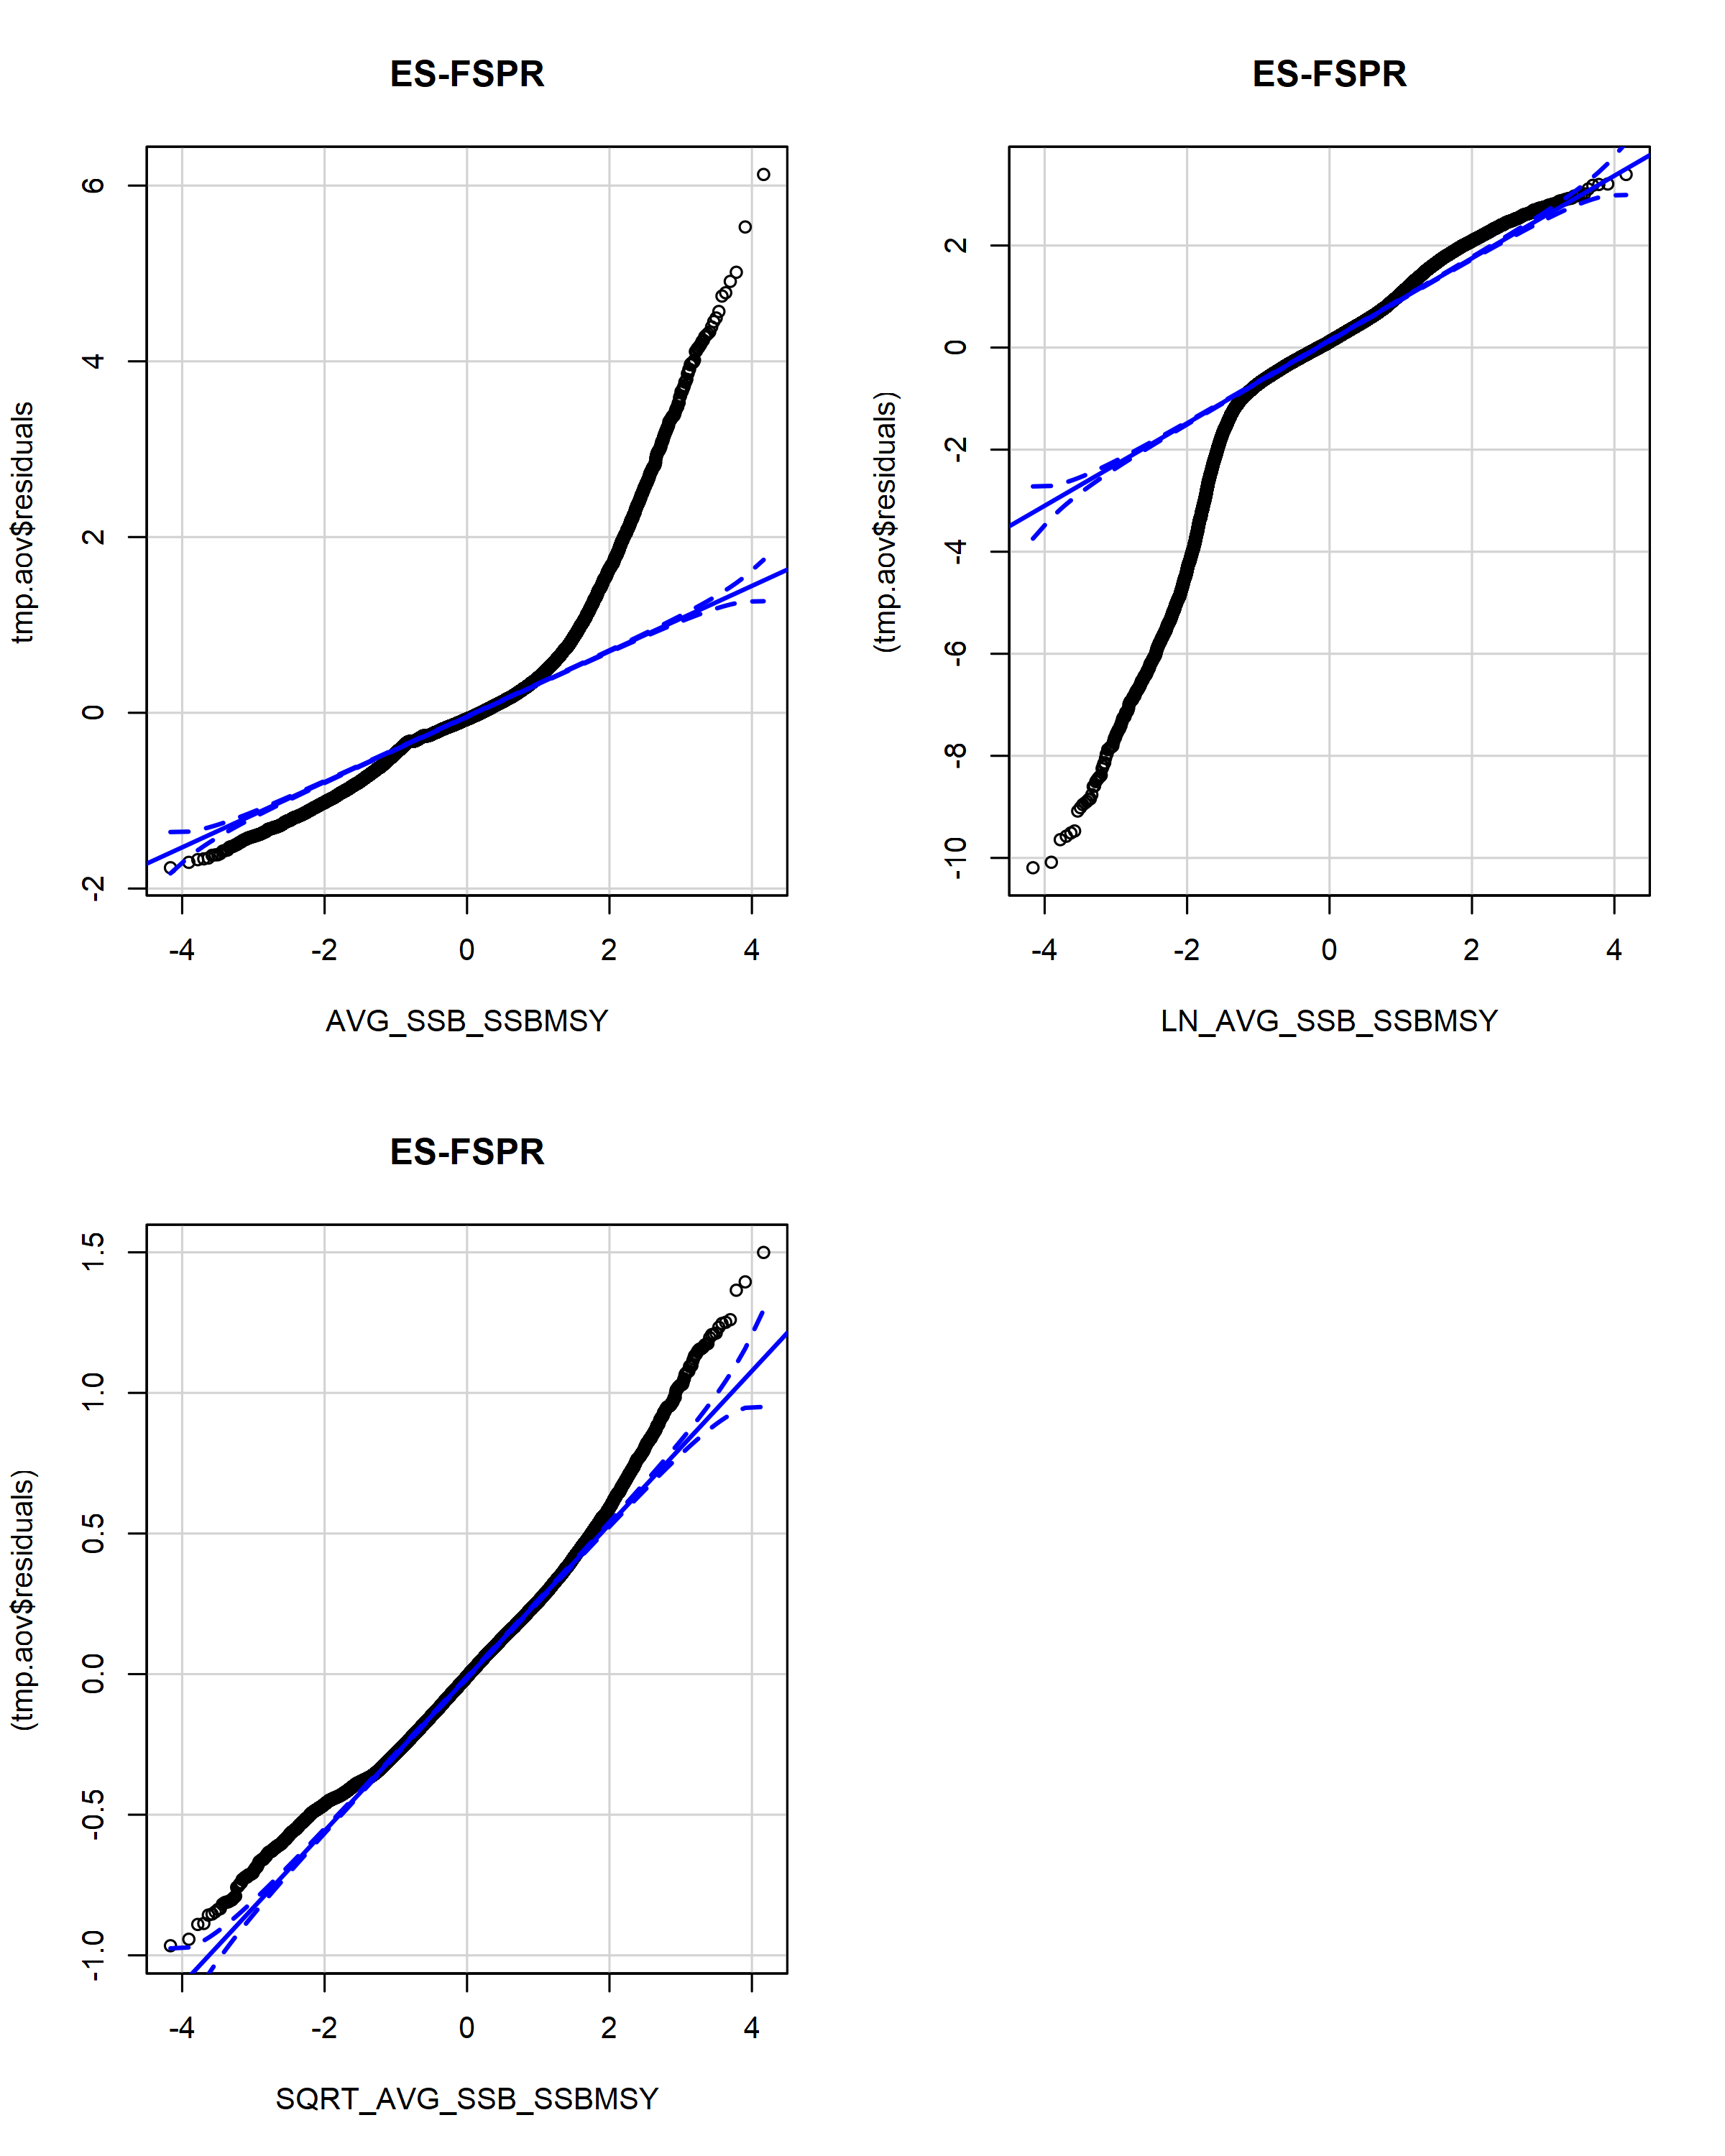 ES-FSPR
tmp.aov$residuals
6
4
2
0
-2
-4 -2 0 2 4
AVG_SSB_SSBMSY
ES-FSPR
(tmp.aov$residuals)
2
0
-2
-4
-6
-8
-10
-4 -2 0 2 4
LN_AVG_SSB_SSBMSY
ES-FSPR
(tmp.aov$residuals)
1.5
1.0
0.5
0.0
-0.5
-1.0
-4 -2 0 2 4
SQRT_AVG_SSB_SSBMSY